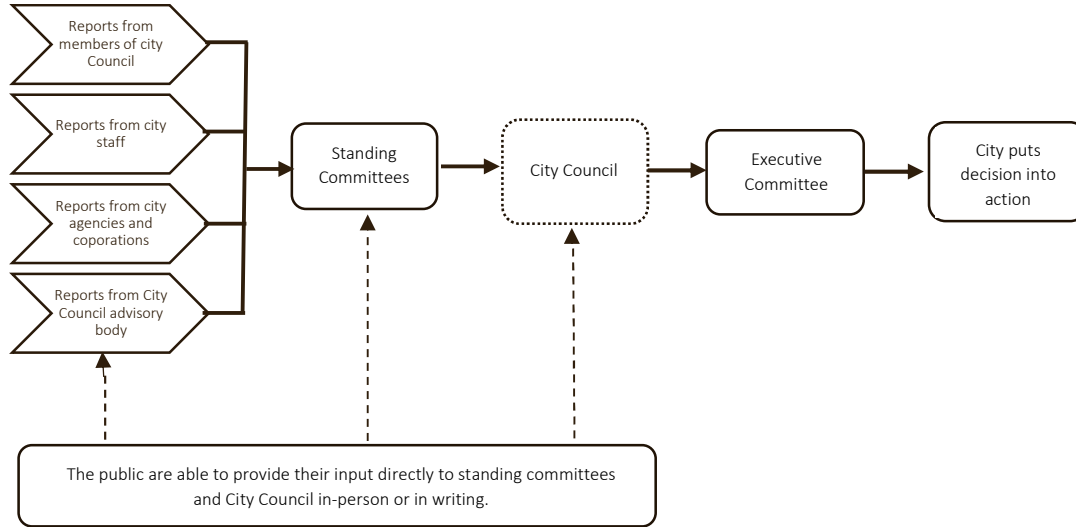 Reports from
members of city
Council
Reports from city
staff
Reports from city
agencies and
coporations
Reports from City
Council advisory
body
Standing
Committees
City Council
Executive
Committee
City puts
decision into
action
The public are able to provide their input directly to standing committees
and City Council in-person or in writing.